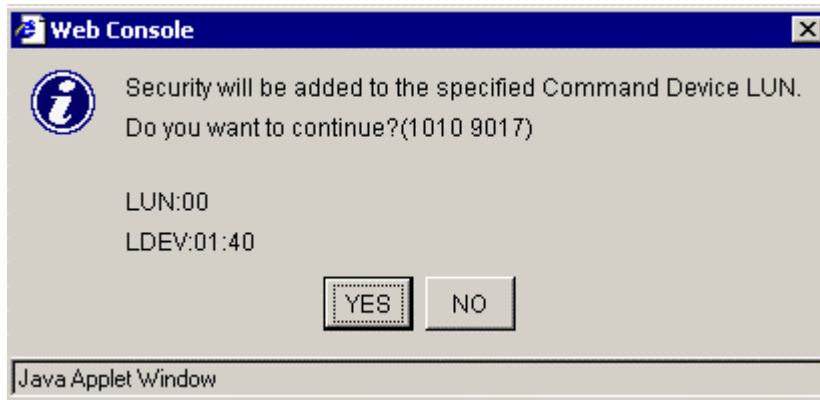 Web Console
Security will be added to the specified Command Device LUN.
Do you want to continue?(1010 9017)
LUN:00
LDEV:01:40
YES NO
Java Applet Window